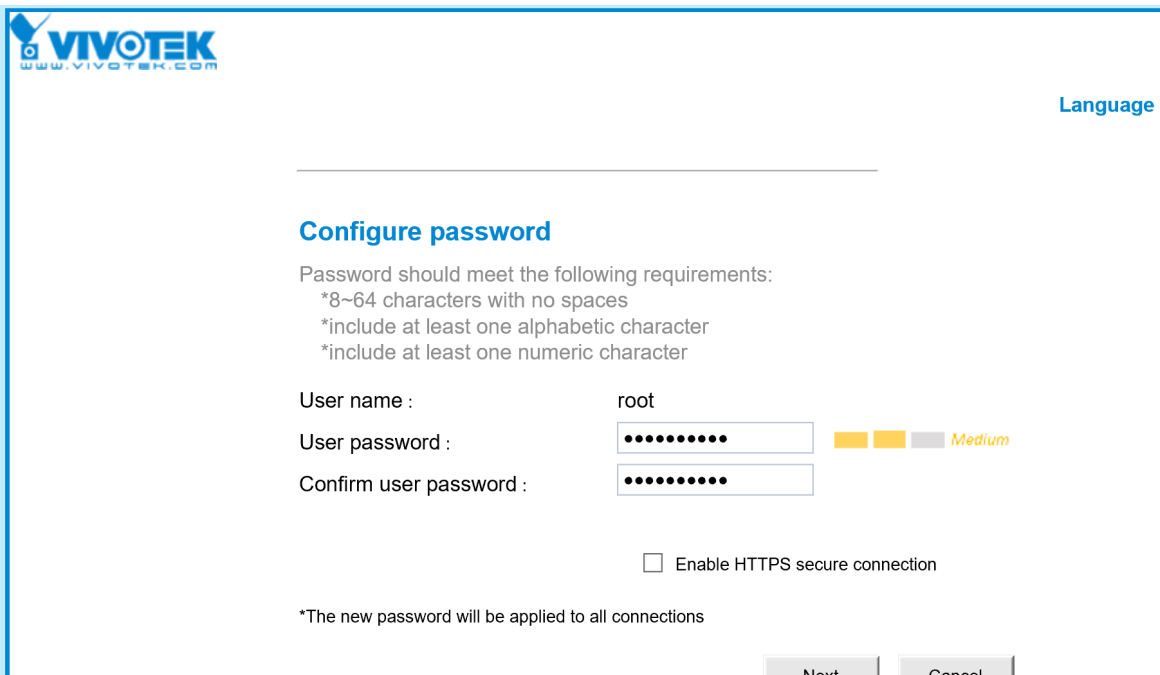 VIVOTEK
www.vivotek.com
Language
Configure password
Password should meet the following requirements:
*8~64 characters with no spaces
*include at least one alphabetic character
*include at least one numeric character
User name : root
User password : •••••••••• Medium
Confirm user password : ••••••••••
Enable HTTPS secure connection
*The new password will be applied to all connections
Next Cancel